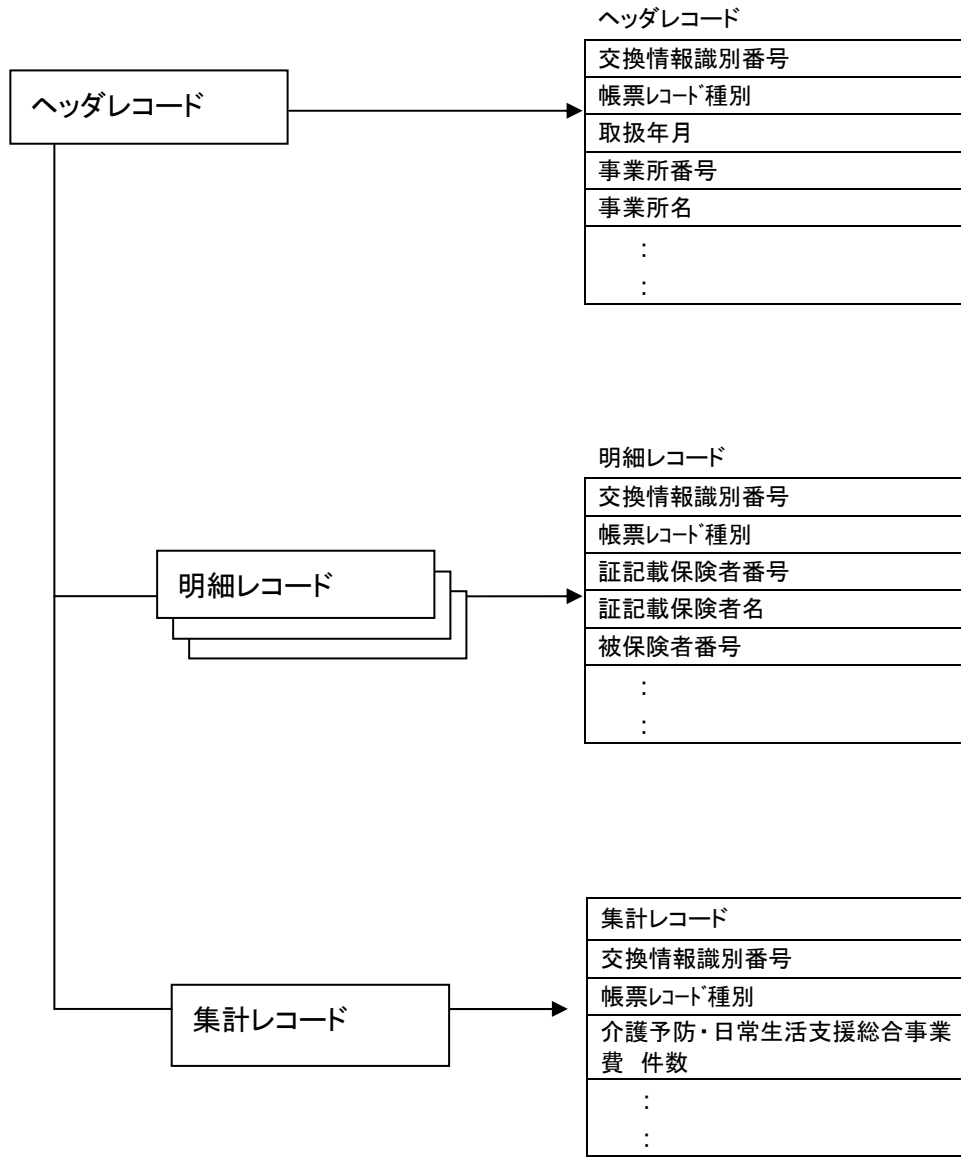 ヘッダレコード
ヘッダレコード
交換情報識別番号
帳票ﾚｺｰﾄﾞ種別
取扱年月
事業所番号
事業所名
:
:
明細レコード
明細レコード
交換情報識別番号
帳票ﾚｺｰﾄﾞ種別
証記載保険者番号
証記載保険者名
被保険者番号
:
:
集計レコード
集計レコード
交換情報識別番号
帳票ﾚｺｰﾄﾞ種別
介護予防・日常生活支援総合事業
費　件数
:
: